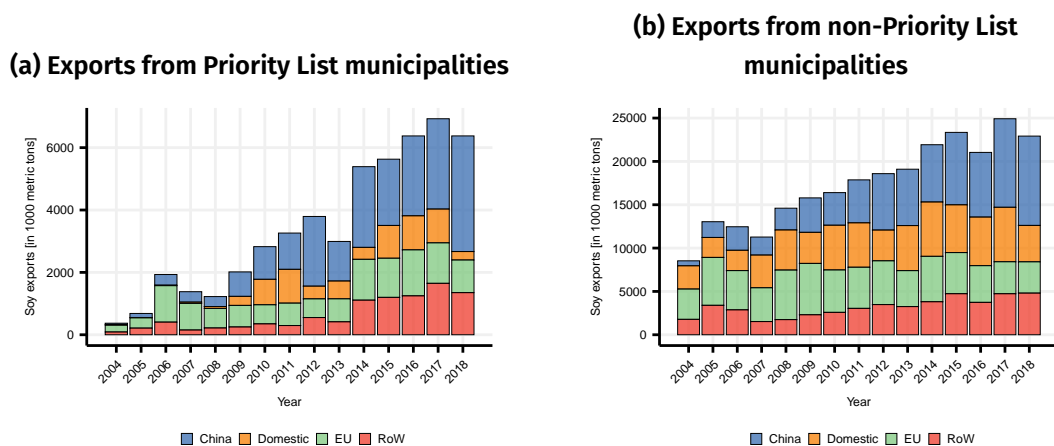 (a) Exports from Priority List municipalities
Soy exports [in 1000 metric tons]
6000
4000
2000
0
2004 2005 2006 2007 2008 2009 2010 2011 2012 2013 2014 2015 2016 2017 2018
Year
China Domestic EU RoW
(b) Exports from non-Priority List
municipalities
Soy exports [in 1000 metric tons]
25000
20000
15000
10000
5000
0
2004 2005 2006 2007 2008 2009 2010 2011 2012 2013 2014 2015 2016 2017 2018
Year
China Domestic EU RoW